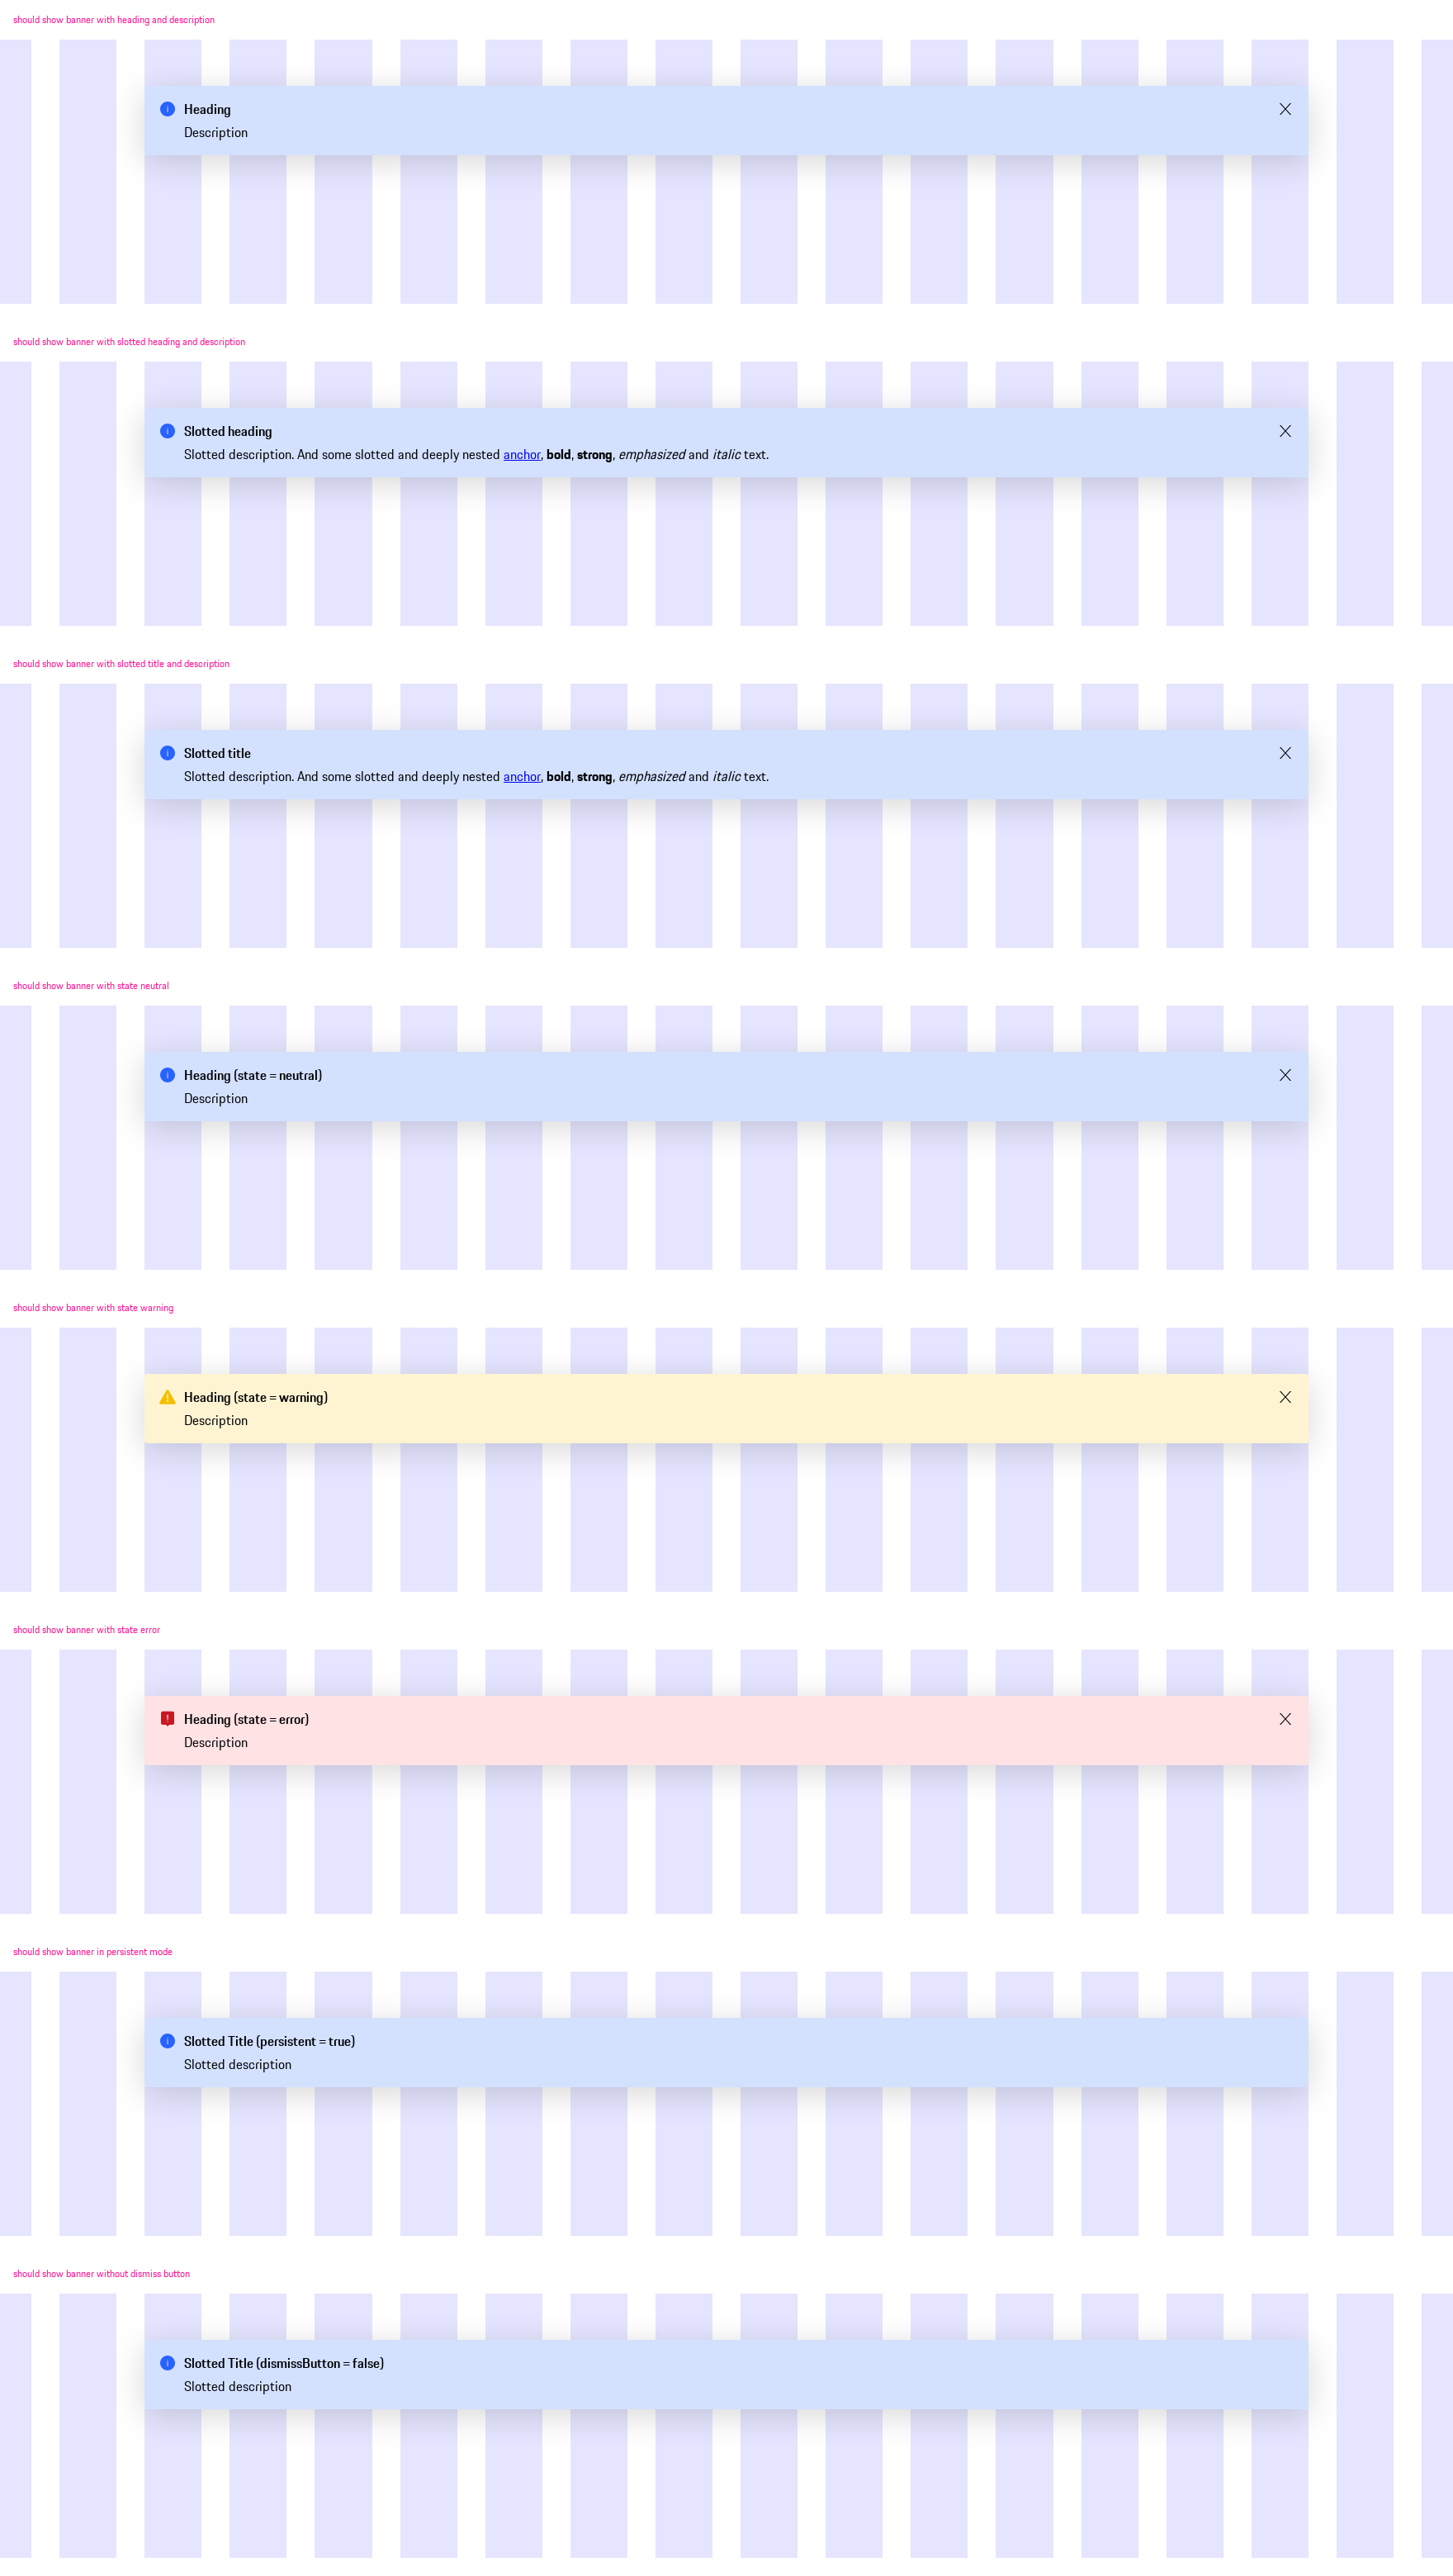 should show banner with heading and description
Heading
Description
should show banner with slotted heading and description
Slotted heading
Slotted description. And some slotted and deeply nested anchor, bold, strong, emphasized and italic text.
should show banner with slotted title and description
Slotted title
Slotted description. And some slotted and deeply nested anchor, bold, strong, emphasized and italic text.
should show banner with state neutral
Heading (state = neutral)
Description
should show banner with state warning
Heading (state = warning)
Description
should show banner with state error
Heading (state = error)
Description
should show banner in persistent mode
Slotted Title (persistent = true)
Slotted description
should show banner without dismiss button
Slotted Title (dismissButton = false)
Slotted description